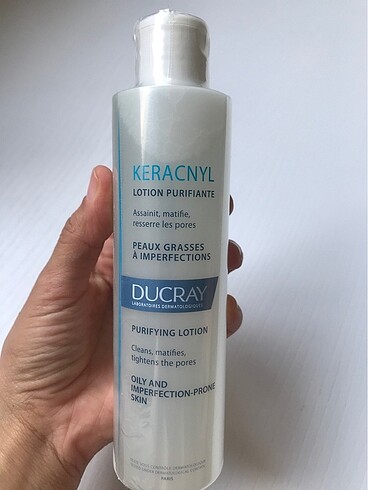 KERACNYL
LOTION PURIFIANTE
Assainit, matifie,
resserre les pores
PEAUX GRASSES
À IMPERFECTIONS
DUCRAY
LABORATOIRES DERMATOLOGIQUES
PURIFYING LOTION
Cleans, matifies,
tightens the pores
OILY AND
IMPERFECTION-PRONE
SKIN
PARIS